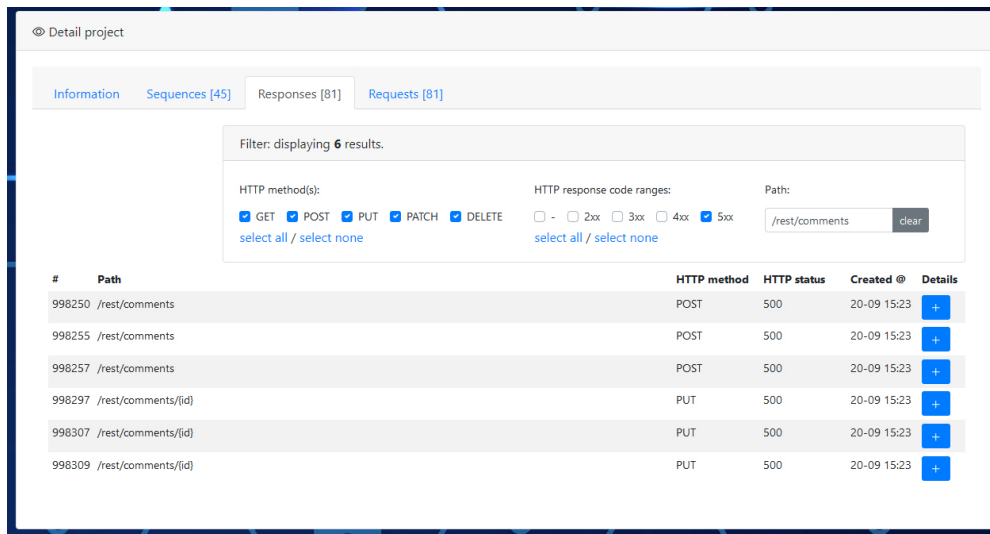 Detail project
Information Sequences [45] Responses [81] Requests [81]
Filter: displaying 6 results.
HTTP method(s): HTTP response code ranges: Path:
GET POST PUT PATCH DELETE - 2xx 3xx 4xx 5xx /rest/comments clear
select all / select none select all / select none
# Path HTTP method HTTP status Created @ Details
998250 /rest/comments POST 500 20-09 15:23 +
998255 /rest/comments POST 500 20-09 15:23 +
998257 /rest/comments POST 500 20-09 15:23 +
998297 /rest/comments/{id} PUT 500 20-09 15:23 +
998307 /rest/comments/{id} PUT 500 20-09 15:23 +
998309 /rest/comments/{id} PUT 500 20-09 15:23 +